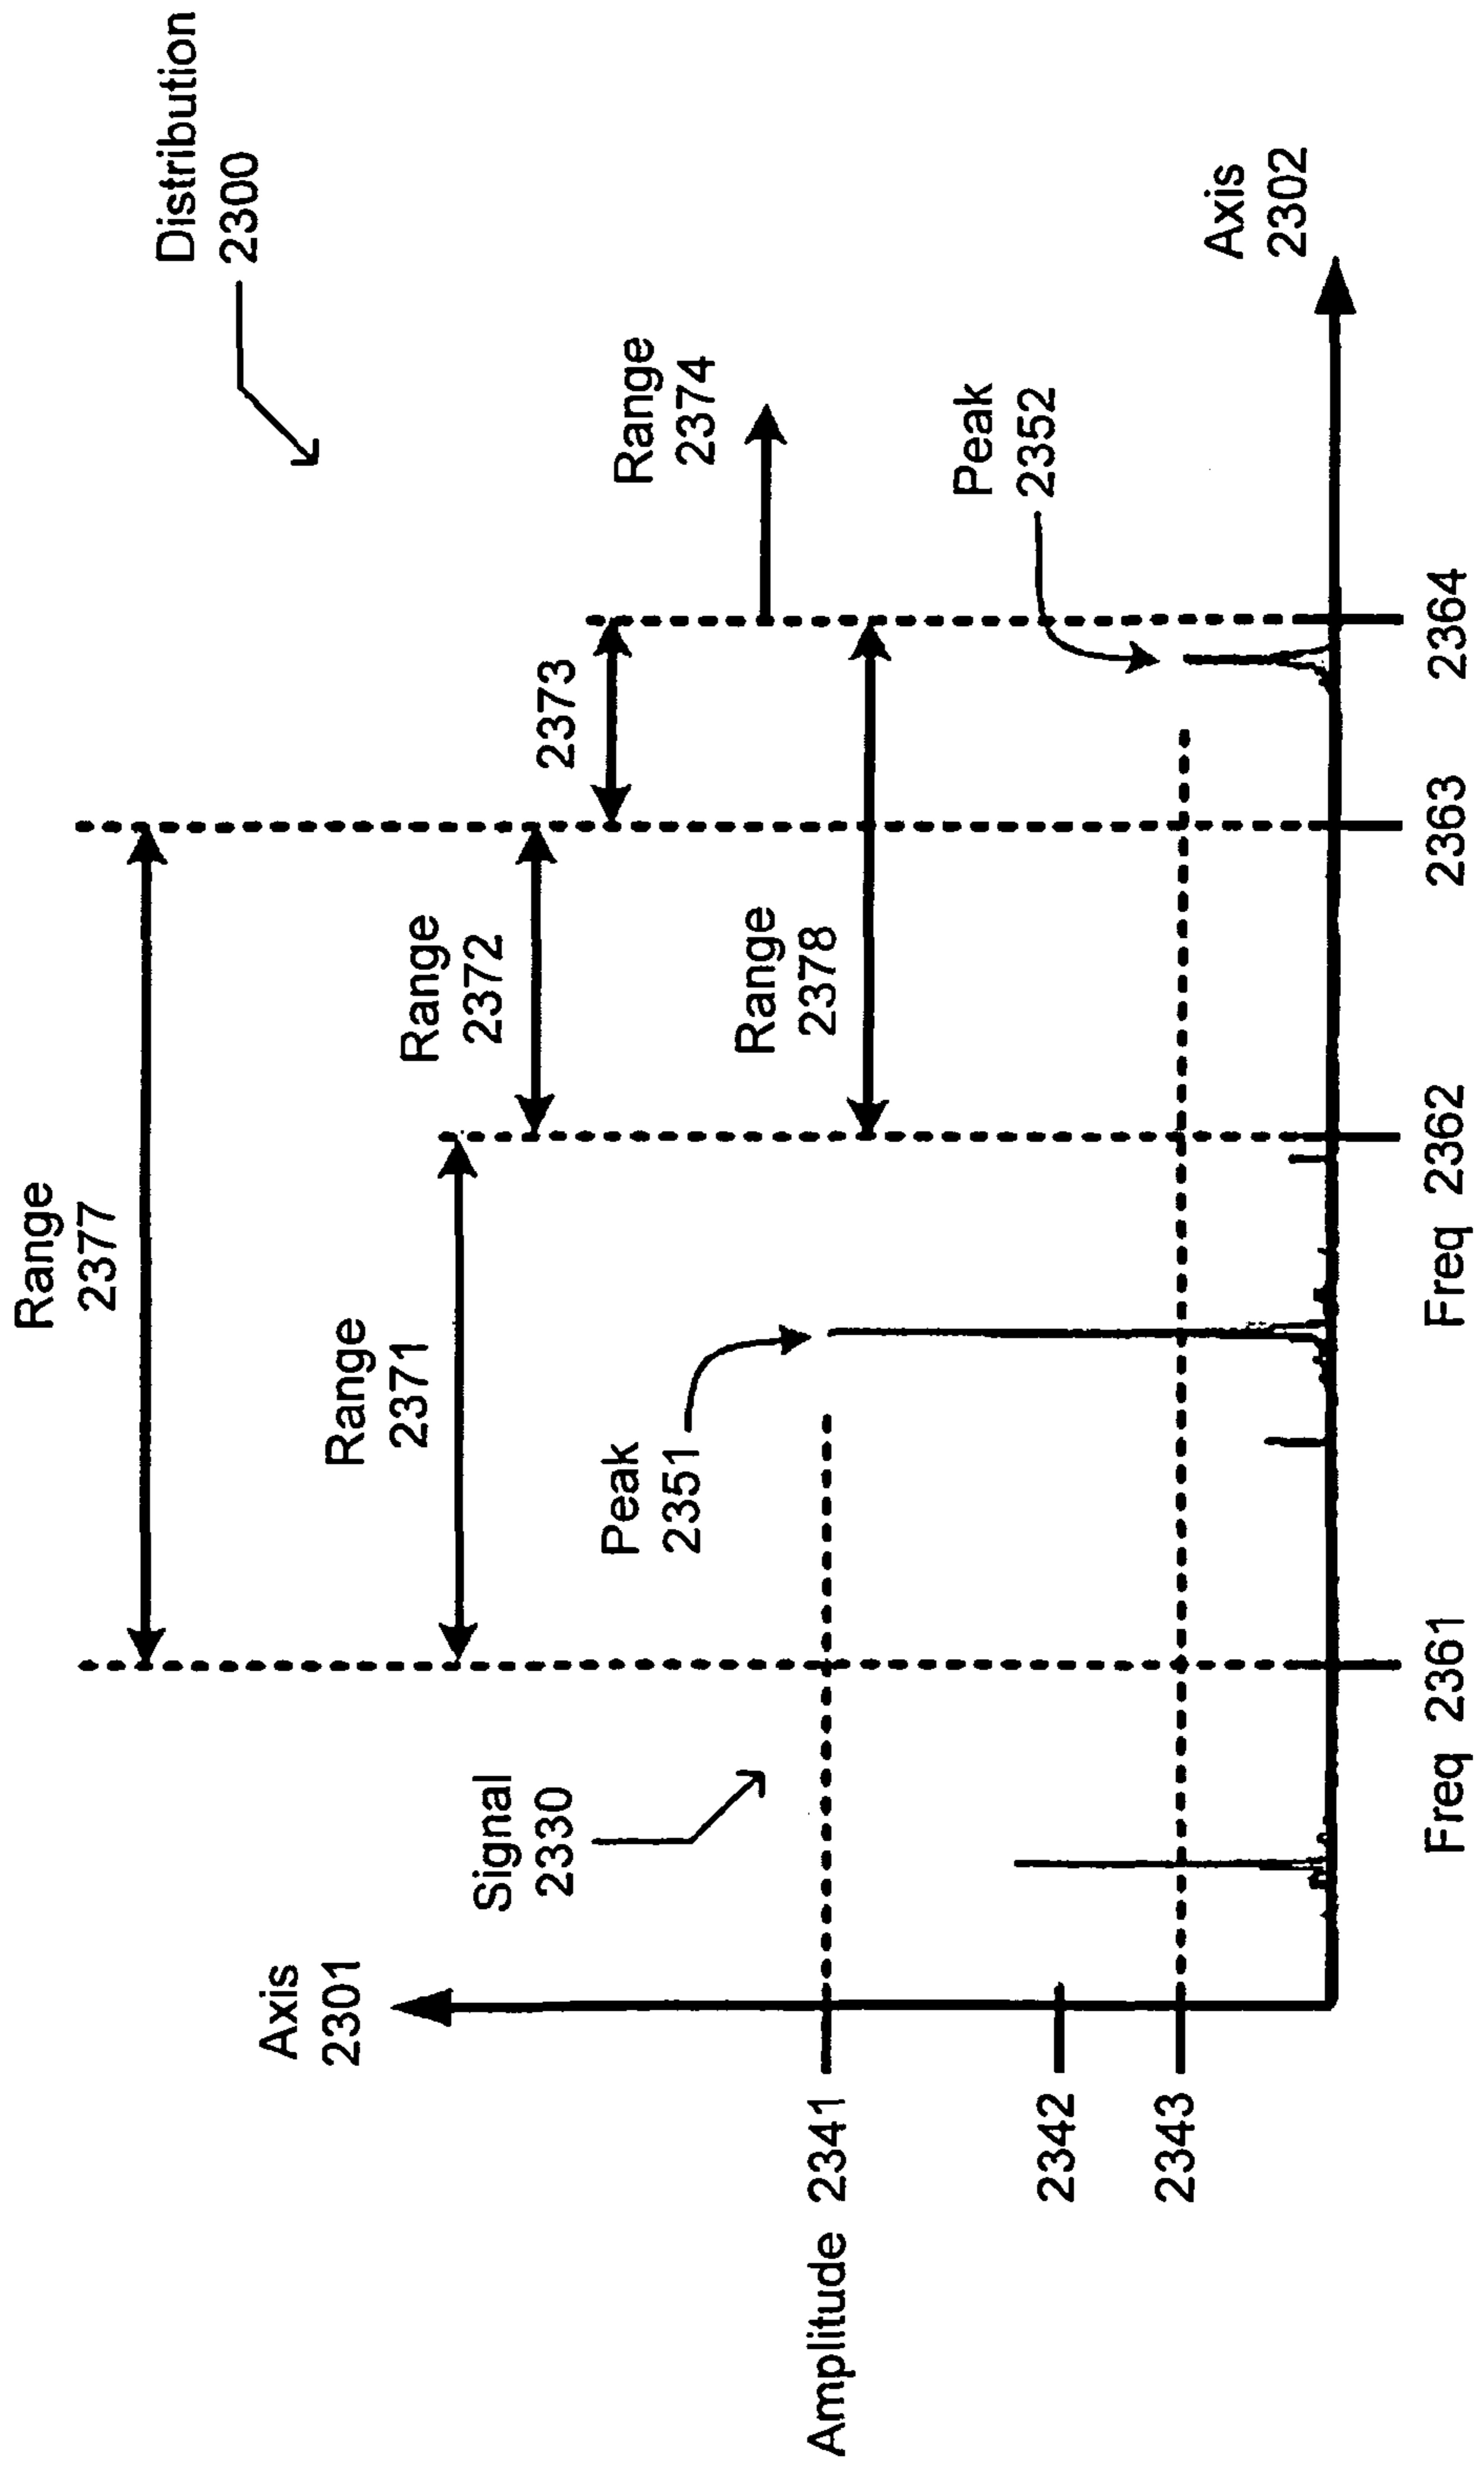 Distribution
2300
Range
2377
Axis
2301
Range
2371
Range
2372
2373
Range
2374
Signal
2330
Peak
2351
Range
2378
Peak
2352
Axis
2302
Amplitude 2341
2342
2343
Freq 2361
Freq 2362
2363
2364